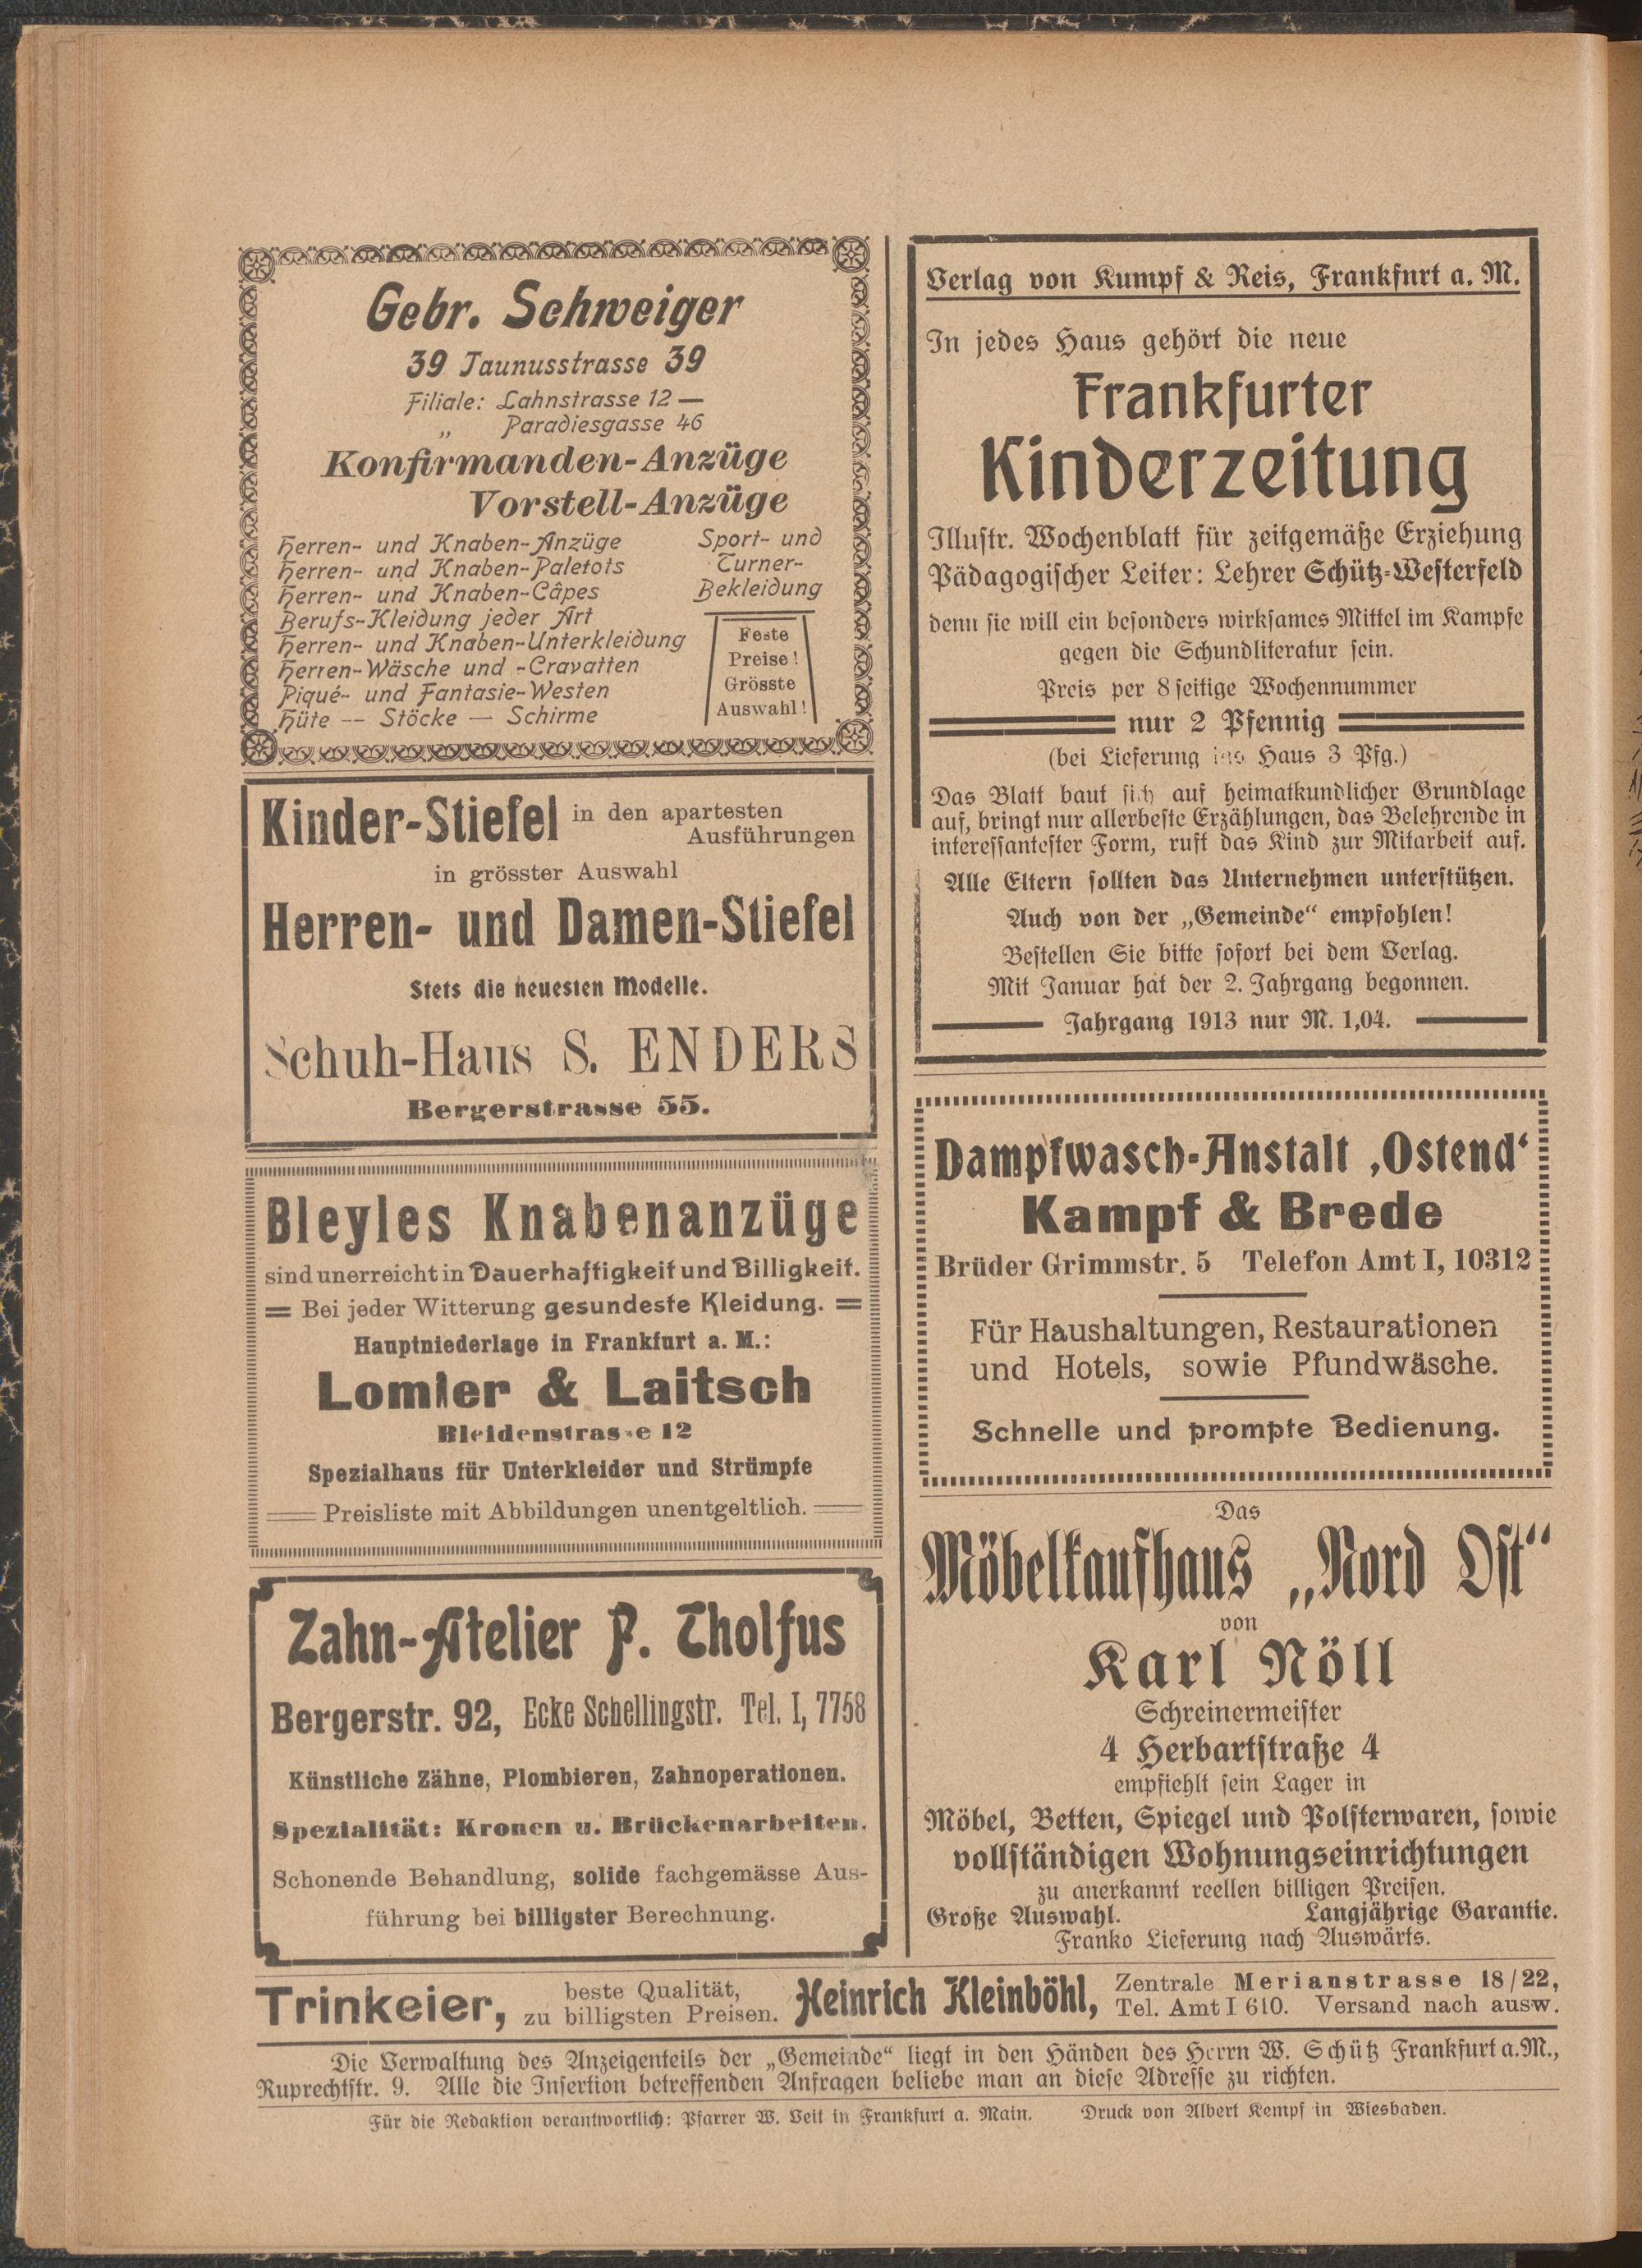 Gebr. Schweiger
39 Taunusstrasse 39
Filiale: Lahnstrasse 12 —
„ Paradiesgasse 46
Konfirmanden-Anzüge
Vorstell-Anzüge
Herren- und Knaben-Anzüge
Herren- und Knaben-Paletots
Herren- und Knaben-Câpes
Berufs-Kleidung jeder Art
Herren- und Knaben-Unterkleidung
Herren-Wäsche und -Cravatten
Piqué- und Fantasie-Westen
Hüte — Stöcke — Schirme
Sport- und
Turner-
Bekleidung
Feste
Preise!
Grösste
Auswahl!
Kinder-Stiefel in den apartesten
Ausführungen
in grösster Auswahl
Herren- und Damen-Stiefel
Stets die neuesten Modelle.
Schuh-Haus S. ENDERS
Bergerstrasse 55.
Bleyles Knabenanzüge
sind unerreicht in Dauerhaftigkeit und Billigkeit.
= Bei jeder Witterung gesundeste Kleidung. =
Hauptniederlage in Frankfurt a. M.:
Lomler & Laitsch
Bleidenstrasse 12
Spezialhaus für Unterkleider und Strümpfe
Preisliste mit Abbildungen unentgeltlich.
Zahn-Atelier P. Tholfus
Bergerstr. 92, Ecke Schellingstr. Tel. I, 7758
Künstliche Zähne, Plombieren, Zahnoperationen.
Spezialität: Kronen u. Brückenarbeiten.
Schonende Behandlung, solide fachgemässe Aus-
führung bei billigster Berechnung.
Verlag von Kumpf & Reis, Frankfnrt a. M.
In jedes Haus gehört die neue
Frankfurter
Kinderzeitung
Illustr. Wochenblatt für zeitgemäße Erziehung
Pädagogischer Leiter: Lehrer Schütz-Westerfeld
denn sie will ein besonders wirksames Mittel im Kampfe
gegen die Schundliteratur sein.
Preis per 8 seitige Wochennummer
nur 2 Pfennig
(bei Lieferung ins Haus 3 Pfg.)
Das Blatt baut sich auf heimatkundlicher Grundlage
auf, bringt nur allerbeste Erzählungen, das Belehrende in
interessantester Form, ruft das Kind zur Mitarbeit auf.
Alle Eltern sollten das Unternehmen unterstützen.
Auch von der „Gemeinde“ empfohlen!
Bestellen Sie bitte sofort bei dem Verlag.
Mit Januar hat der 2. Jahrgang begonnen.
Jahrgang 1913 nur M. 1,04.
Dampfwasch-Anstalt ‚Ostend‘
Kampf & Brede
Brüder Grimmstr. 5 Telefon Amt I, 10312
Für Haushaltungen, Restaurationen
und Hotels, sowie Pfundwäsche.
Schnelle und prompte Bedienung.
Das
Möbelkaufhaus „Nord Ost“
von
Karl Nöll
Schreinermeister
4 Herbartstraße 4
empfiehlt sein Lager in
Möbel, Betten, Spiegel und Polsterwaren, sowie
vollständigen Wohnungseinrichtungen
zu anerkannt reellen billigen Preisen.
Große Auswahl. Langjährige Garantie.
Franko Lieferung nach Auswärts.
Trinkeier, beste Qualität,
zu billigsten Preisen.
Heinrich Kleinböhl, Zentrale Merianstrasse 18/22,
Tel. Amt I 610. Versand nach ausw.
Die Verwaltung des Anzeigenteils der „Gemeinde“ liegt in den Händen des Herrn W. Schütz Frankfurt a. M.,
Ruprechtstr. 9. Alle die Insertion betreffenden Anfragen beliebe man an diese Adresse zu richten.
Für die Redaktion verantwortlich: Pfarrer W. Veit in Frankfurt a. Main. Druck von Albert Kempf in Wiesbaden.